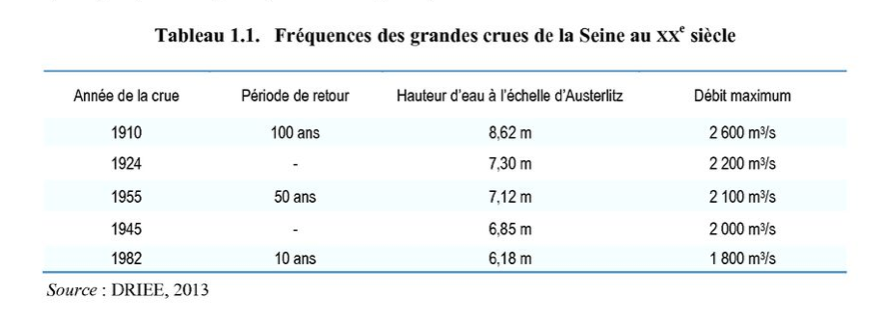 Tableau 1.1. Fréquences des grandes crues de la Seine au XXe siècle
Année de la crue Période de retour Hauteur d'eau à l'échelle d'Austerlitz Débit maximum
1910 100 ans 8,62 m 2 600 m³/s
1924 - 7,30 m 2 200 m³/s
1955 50 ans 7,12 m 2 100 m³/s
1945 - 6,85 m 2 000 m³/s
1982 10 ans 6,18 m 1 800 m³/s
Source : DRIEE, 2013